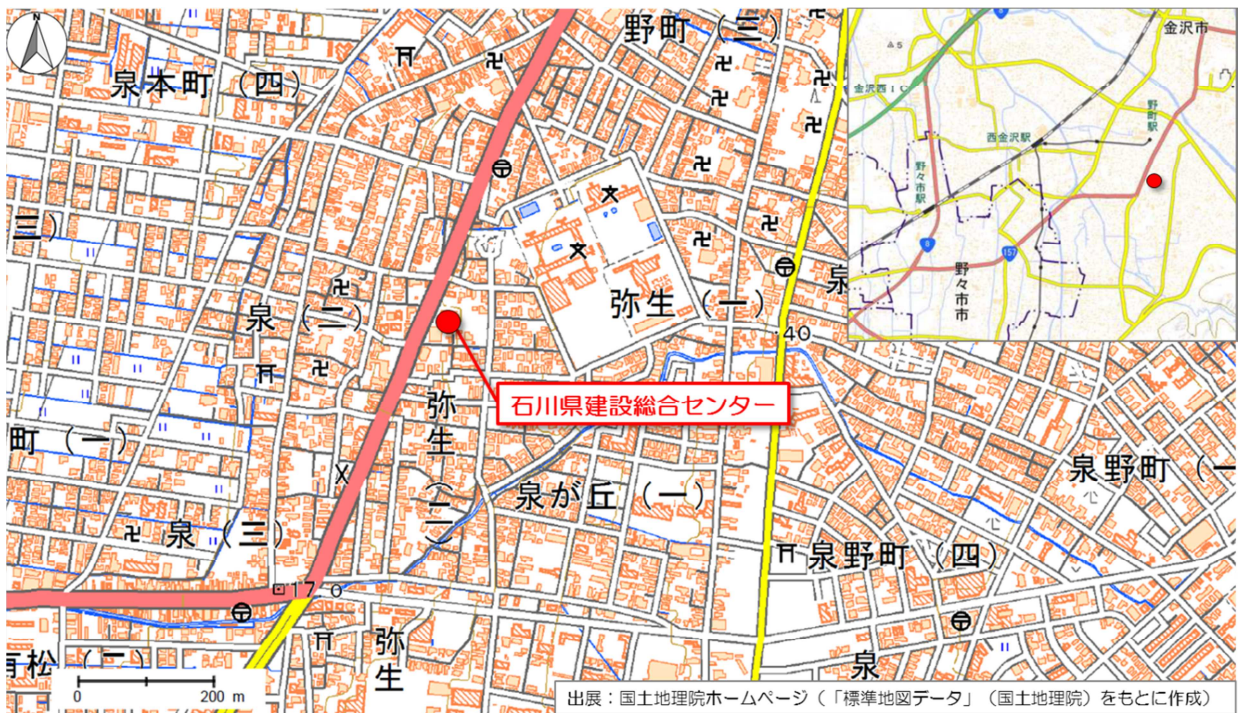 泉本町（四）
野町（三）
三）
泉（二）
弥生（一）
泉
40
石川県建設総合センター
弥生（二）
町（一）
泉が丘（一）
泉野町（一
泉（三）
泉野町（四）
17.0
弥生
有松（二）
泉
0 200 m
出展：国土地理院ホームページ（「標準地図データ」（国土地理院）をもとに作成）
金沢市
金沢西IC
野町駅
西金沢駅
野々市駅
8
8
157
野々市市
5
N